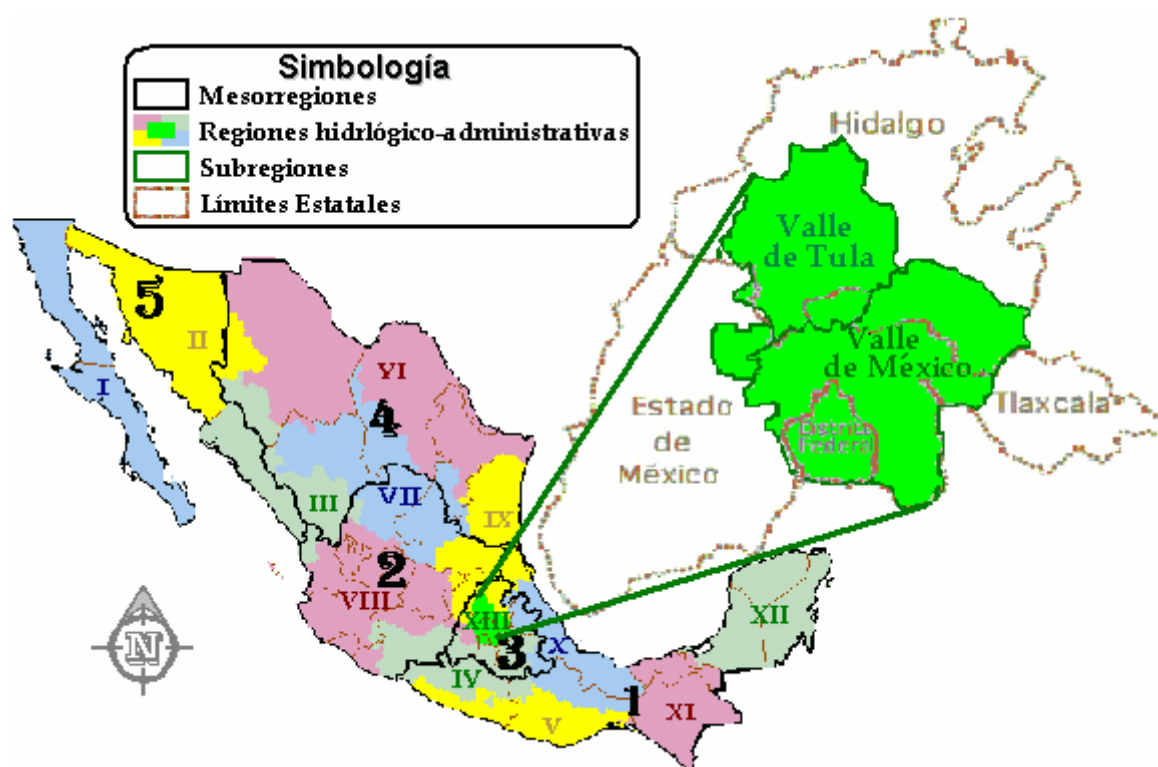 Simbología
Mesorregiones
Regiones hidrlógico-administrativas
Subregiones
Límites Estatales
Hidalgo
Valle
de Tula
Valle
de México
Estado
de
México
Distrito
Federal
Tlaxcala
5
II
I
YI
4
III
VII
IX
2
VIII
XIII
3
X
XII
IV
V
1
XI
N